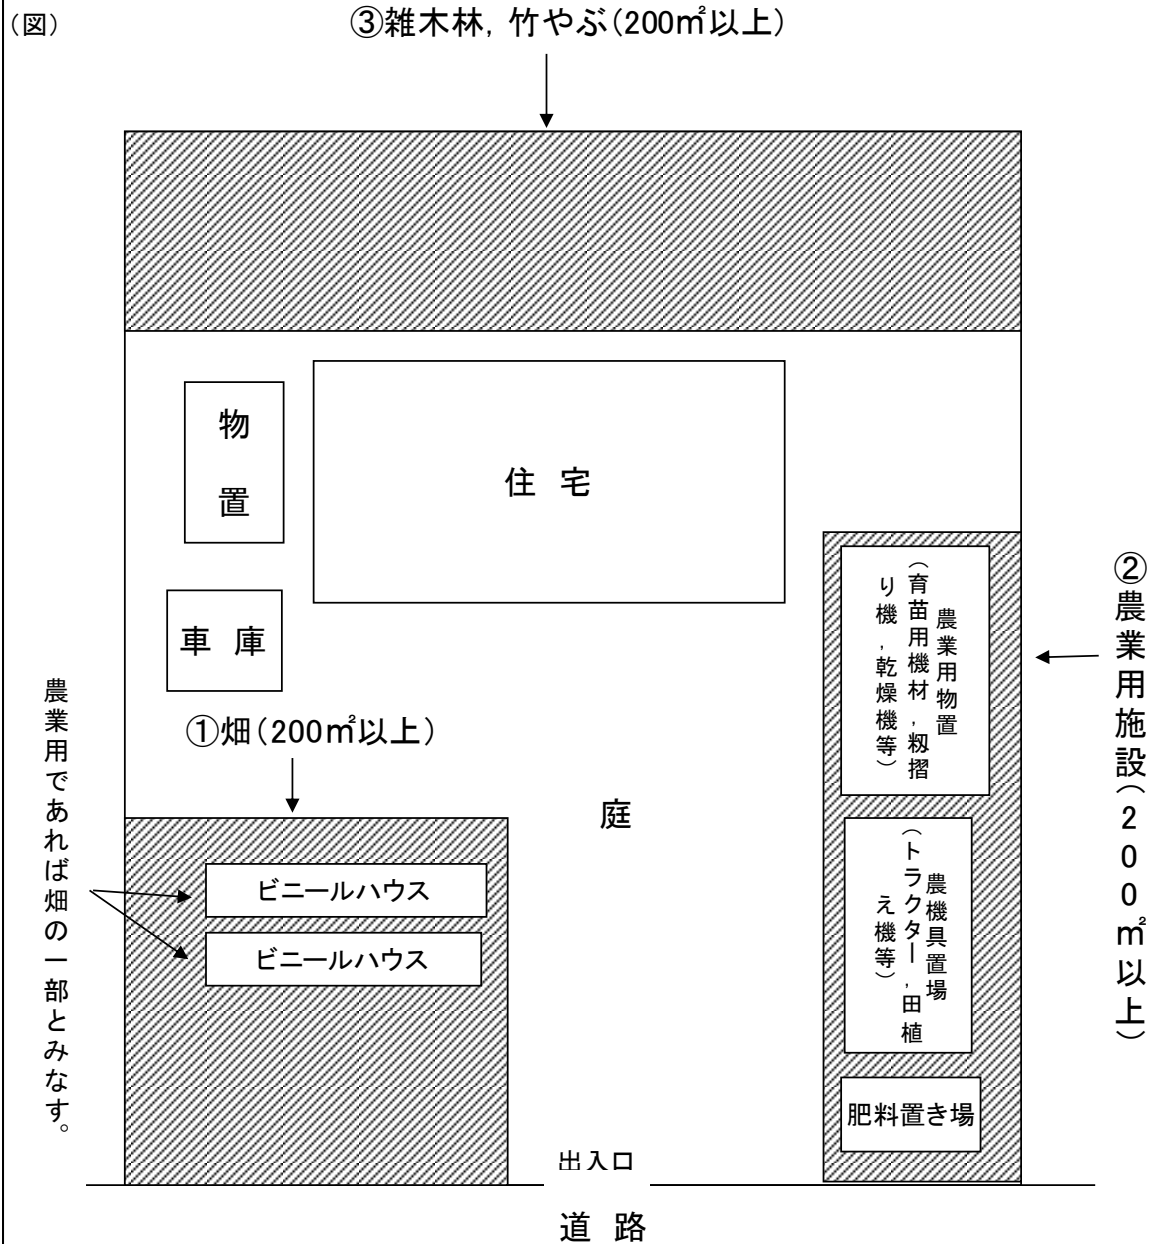 (図)
③雑木林,竹やぶ(200㎡以上)
物置
住宅
車庫
①畑(200㎡以上)
農業用であれば畑の一部とみなす。
ビニールハウス
ビニールハウス
庭
農業用物置
(育苗用機材,籾摺
り機,乾燥機等)
農機具置場
(トラクター,田植
え機等)
肥料置き場
②農業用施設(200㎡以上)
出入口
道路